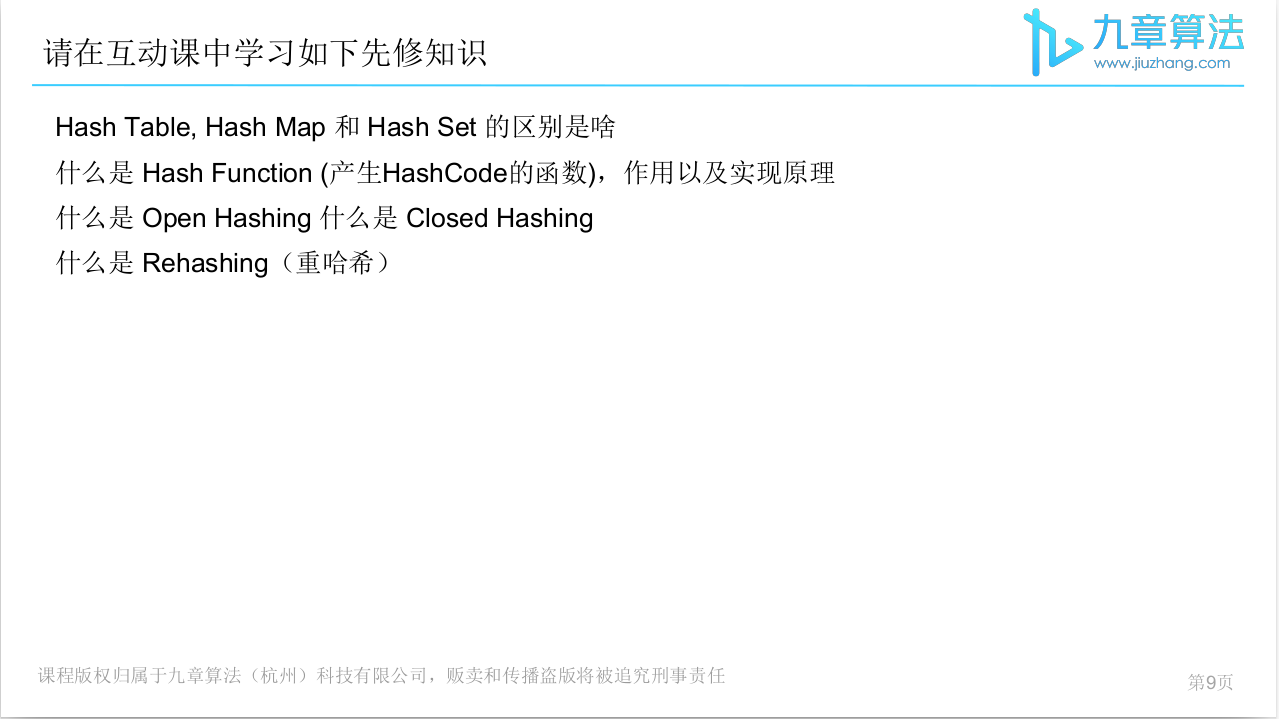 请在互动课中学习如下先修知识
九章算法
www.jiuzhang.com
Hash Table, Hash Map 和 Hash Set 的区别是啥
什么是 Hash Function (产生HashCode的函数)，作用以及实现原理
什么是 Open Hashing 什么是 Closed Hashing
什么是 Rehashing（重哈希）
课程版权归属于九章算法（杭州）科技有限公司，贩卖和传播盗版将被追究刑事责任
第9页